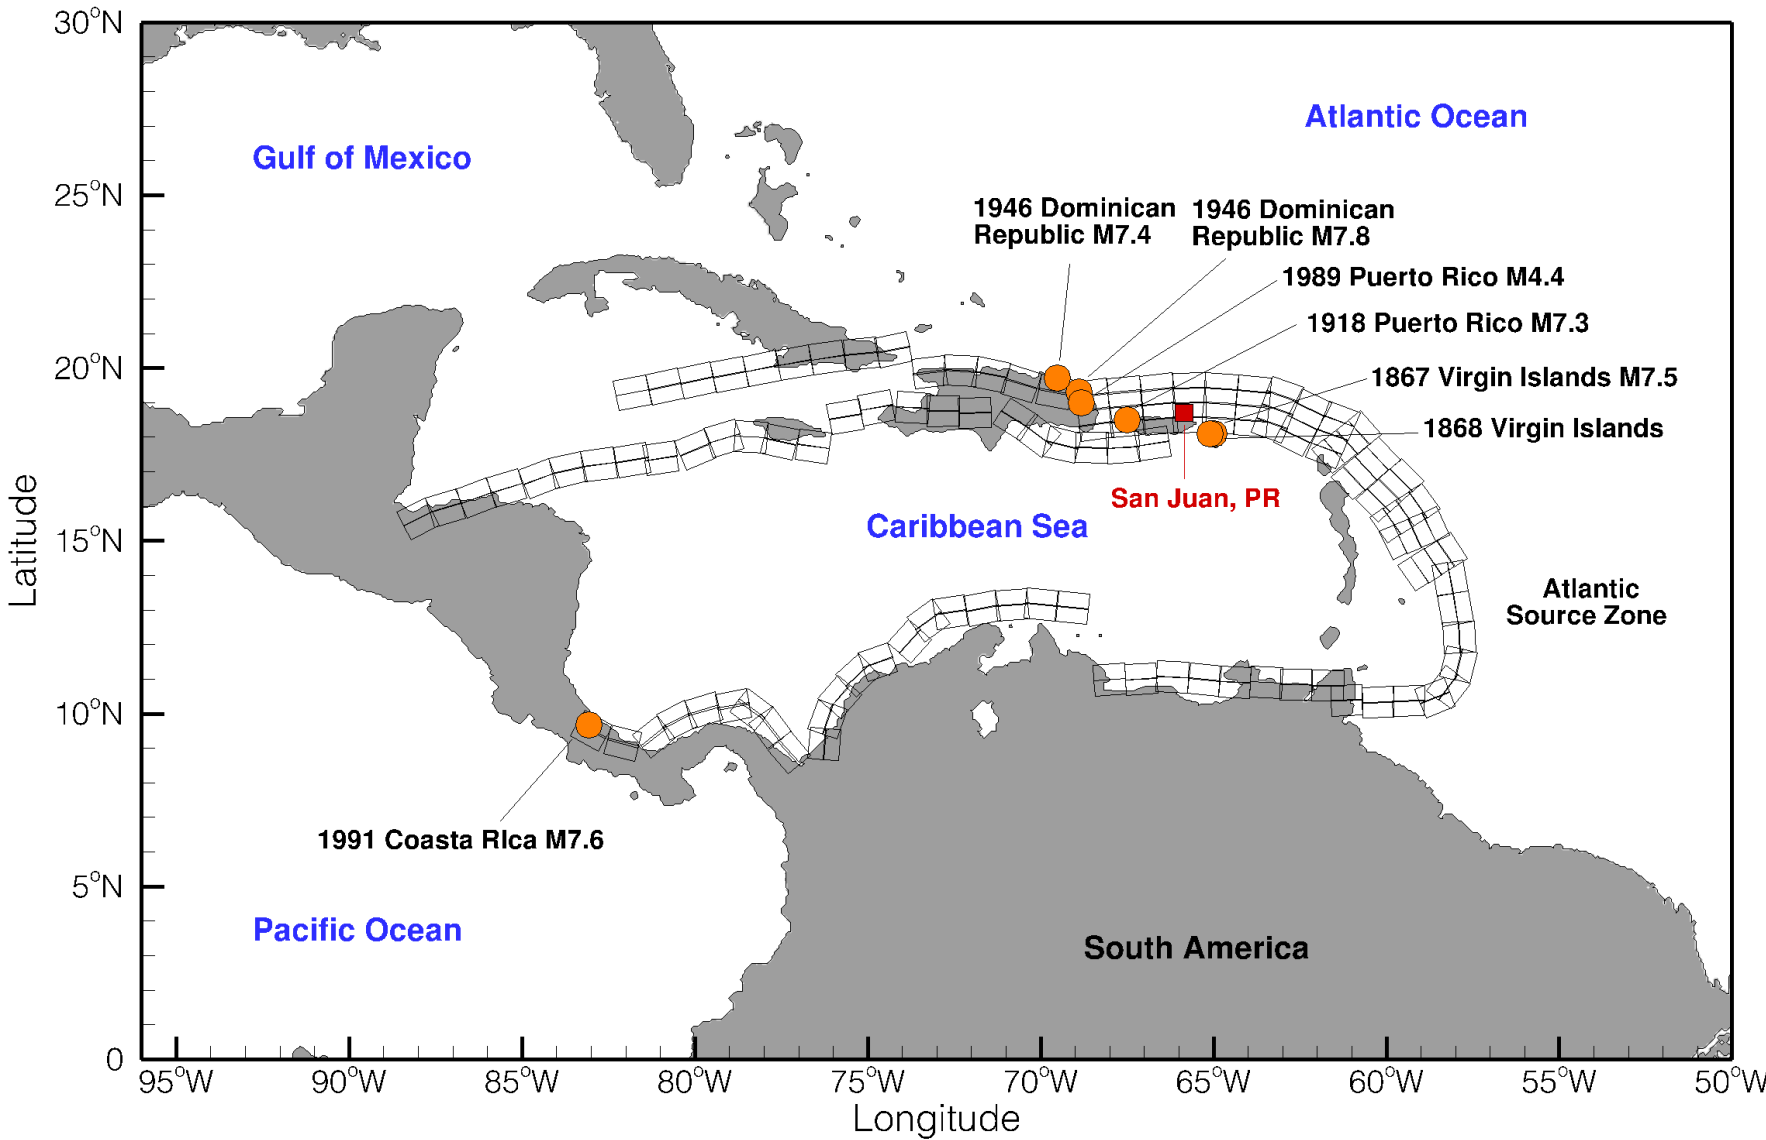 30°N
25°N
20°N
15°N
10°N
5°N
0
Latitude
Gulf of Mexico
Atlantic Ocean
1946 Dominican
Republic M7.4
1946 Dominican
Republic M7.8
1989 Puerto Rico M4.4
1918 Puerto Rico M7.3
1867 Virgin Islands M7.5
1868 Virgin Islands
San Juan, PR
Caribbean Sea
Atlantic
Source Zone
1991 Coasta RIca M7.6
Pacific Ocean
South America
95°W 90°W 85°W 80°W 75°W 70°W 65°W 60°W 55°W 50°W
Longitude